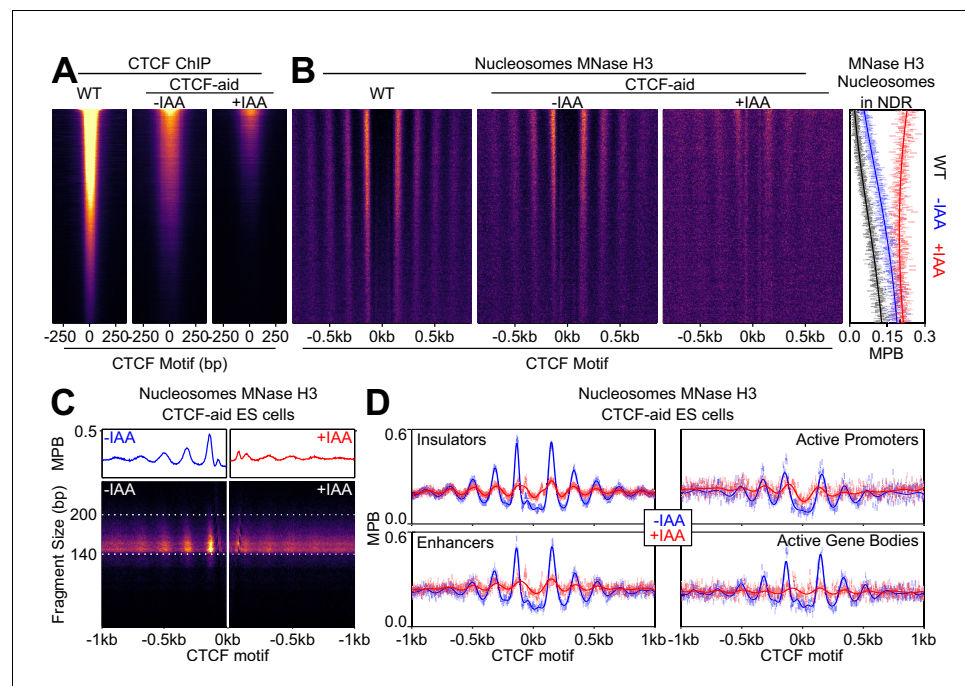 A
CTCF ChIP
CTCF-aid
WT
-IAA
+IAA
-250
0
250
0
250
0
250
CTCF Motif (bp)
B
Nucleosomes MNase H3
CTCF-aid
WT
-IAA
+IAA
-0.5kb
0kb
0.5kb
-0.5kb
0kb
0.5kb
-0.5kb
0kb
0.5kb
CTCF Motif
MNase H3
Nucleosomes
in NDR
WT
-IAA
+IAA
0.0
0.15
0.3
MPB
C
Nucleosomes MNase H3
CTCF-aid ES cells
0.5
MPB
-IAA
+IAA
-IAA
+IAA
Fragment Size (bp)
200
140
-1kb
-0.5kb
0kb
-0.5kb
-1kb
CTCF motif
D
Nucleosomes MNase H3
CTCF-aid ES cells
0.6
Insulators
Active Promoters
0.0
MPB
-IAA
+IAA
0.6
Enhancers
Active Gene Bodies
0.0
-1kb
-0.5kb
0kb
0.5kb
1kb
-1kb
-0.5kb
0kb
0.5kb
1kb
CTCF motif
CTCF motif